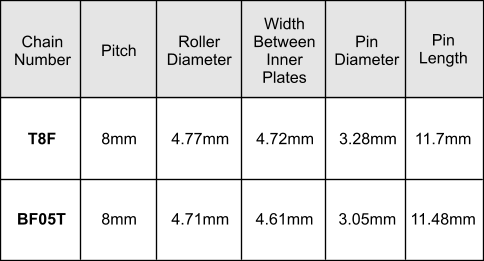 Chain Number
Pitch
Roller Diameter
Width Between Inner Plates
Pin Diameter
Pin Length
T8F 8mm 4.77mm 4.72mm 3.28mm 11.7mm
BF05T 8mm 4.71mm 4.61mm 3.05mm 11.48mm